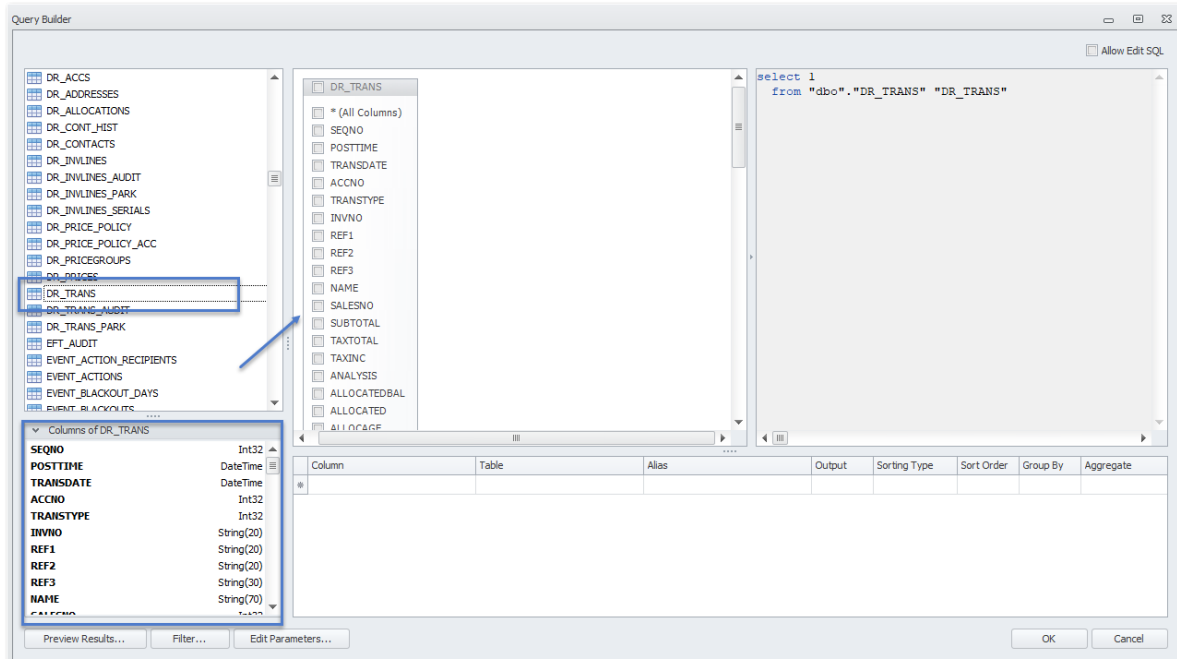 Query Builder
Allow Edit SQL
DR_ACCS
DR_ADDRESSES
DR_ALLOCATIONS
DR_CONT_HIST
DR_CONTACTS
DR_INVLINES
DR_INVLINES_AUDIT
DR_INVLINES_PARK
DR_INVLINES_SERIALS
DR_PRICE_POLICY
DR_PRICE_POLICY_ACC
DR_PRICEGROUPS
DR_PRICES
DR_TRANS
DR_TRANS_AUDIT
DR_TRANS_PARK
EFT_AUDIT
EVENT_ACTION_RECIPIENTS
EVENT_ACTIONS
EVENT_BLACKOUT_DAYS
EVENT_BLACKOUTS
Columns of DR_TRANS
SEQNO Int32
POSTTIME DateTime
TRANSDATE DateTime
ACCNO Int32
TRANSTYPE Int32
INVNO String(20)
REF1 String(20)
REF2 String(20)
REF3 String(30)
NAME String(70)
SALESNO Int32
DR_TRANS
* (All Columns)
SEQNO
POSTTIME
TRANSDATE
ACCNO
TRANSTYPE
INVNO
REF1
REF2
REF3
NAME
SALESNO
SUBTOTAL
TAXTOTAL
TAXINC
ANALYSIS
ALLOCATEDBAL
ALLOCATED
ALLOCAGE
select 1
from "dbo"."DR_TRANS" "DR_TRANS"
Column Table Alias Output Sorting Type Sort Order Group By Aggregate
Preview Results... Filter... Edit Parameters... OK Cancel